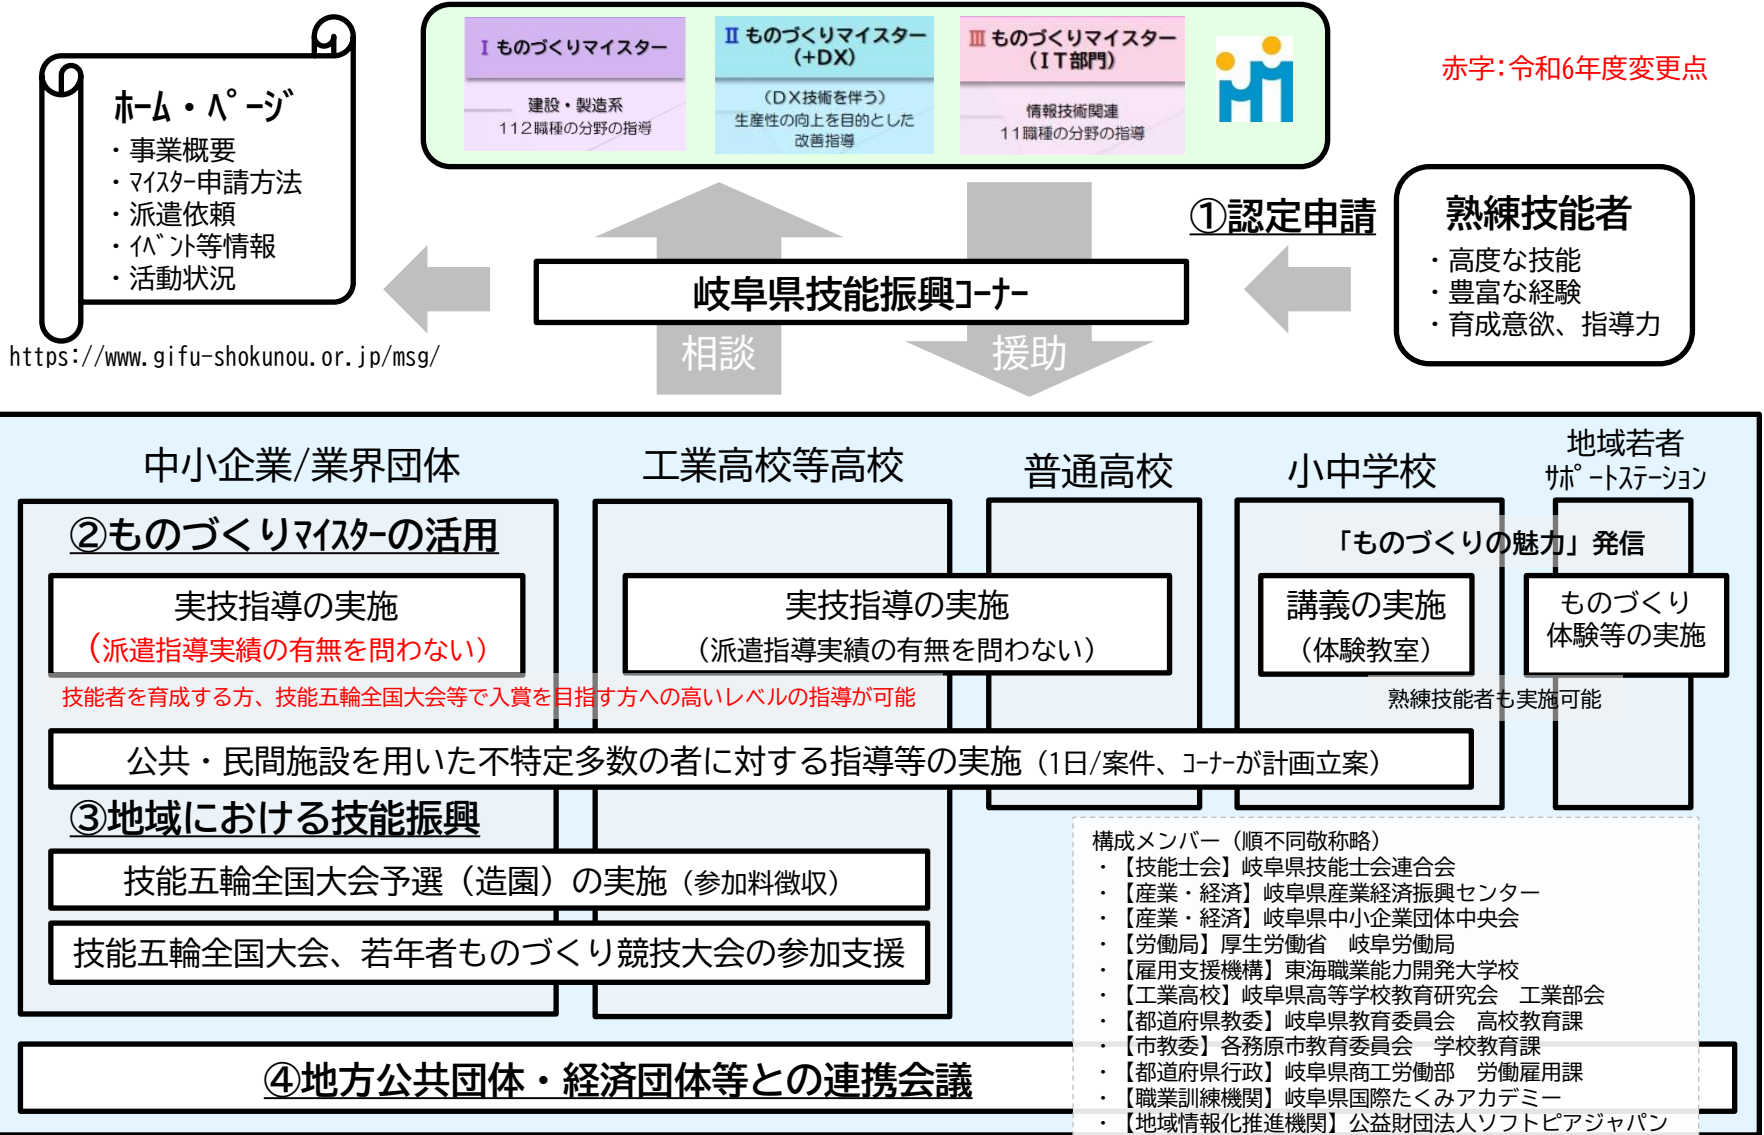 Ⅰ ものづくりマイスター
建設・製造系
112職種の分野の指導
Ⅱ ものづくりマイスター
(+DX)
(DX技術を伴う)
生産性の向上を目的とした
改善指導
Ⅲ ものづくりマイスター
(IT部門)
情報技術関連
11職種の分野の指導
赤字:令和6年度変更点
ﾎｰﾑ・ﾍﾟｰｼﾞ
・事業概要
・ﾏｲｽﾀｰ申請方法
・派遣依頼
・ｲﾍﾞﾝﾄ等情報
・活動状況
https://www.gifu-shokunou.or.jp/msg/
①認定申請
熟練技能者
・高度な技能
・豊富な経験
・育成意欲、指導力
岐阜県技能振興ｺｰﾅｰ
相談
援助
中小企業/業界団体
工業高校等高校
普通高校
小中学校
地域若者
ｻﾎﾟｰﾄｽﾃｰｼｮﾝ
②ものづくりﾏｲｽﾀｰの活用
「ものづくりの魅力」発信
実技指導の実施
(派遣指導実績の有無を問わない)
実技指導の実施
(派遣指導実績の有無を問わない)
講義の実施
(体験教室)
ものづくり
体験等の実施
技能者を育成する方、技能五輪全国大会等で入賞を目指す方への高いレベルの指導が可能
熟練技能者も実施可能
公共・民間施設を用いた不特定多数の者に対する指導等の実施(1日/案件、ｺｰﾅｰが計画立案)
③地域における技能振興
技能五輪全国大会予選(造園)の実施(参加料徴収)
技能五輪全国大会、若年者ものづくり競技大会の参加支援
構成メンバー(順不同敬称略)
・【技能士会】岐阜県技能士会連合会
・【産業・経済】岐阜県産業経済振興センター
・【産業・経済】岐阜県中小企業団体中央会
・【労働局】厚生労働省　岐阜労働局
・【雇用支援機構】東海職業能力開発大学校
・【工業高校】岐阜県高等学校教育研究会　工業部会
・【都道府県教委】岐阜県教育委員会　高校教育課
・【市教委】各務原市教育委員会　学校教育課
・【都道府県行政】岐阜県商工労働部　労働雇用課
・【職業訓練機関】岐阜県国際たくみアカデミー
・【地域情報化推進機関】公益財団法人ソフトピアジャパン
④地方公共団体・経済団体等との連携会議